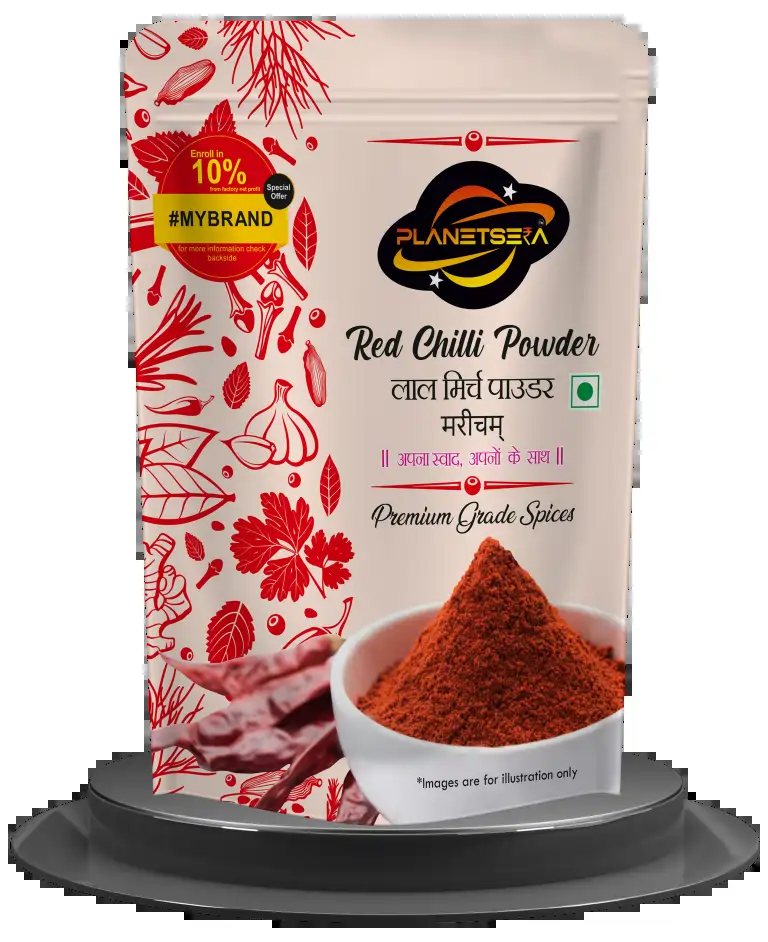 Enroll in
10%
from factory net profit
Special
Offer
#MYBRAND
for more information check
backside
PLANETSE₹A
Red Chilli Powder
लाल मिर्च पाउडर
मरीचम्
|| अपना स्वाद, अपनों के साथ ||
Premium Grade Spices
*Images are for illustration only